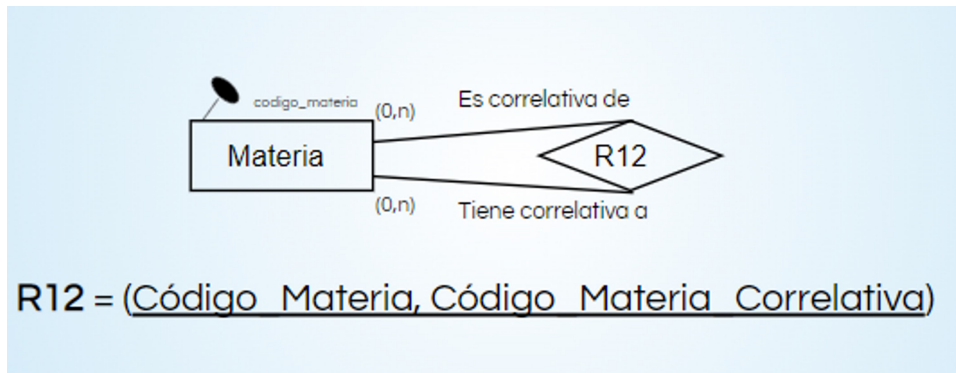 codigo_materia
(0,n)
Es correlativa de
Materia
R12
(0,n)
Tiene correlativa a
R12 = (Código_Materia, Código_Materia_Correlativa)